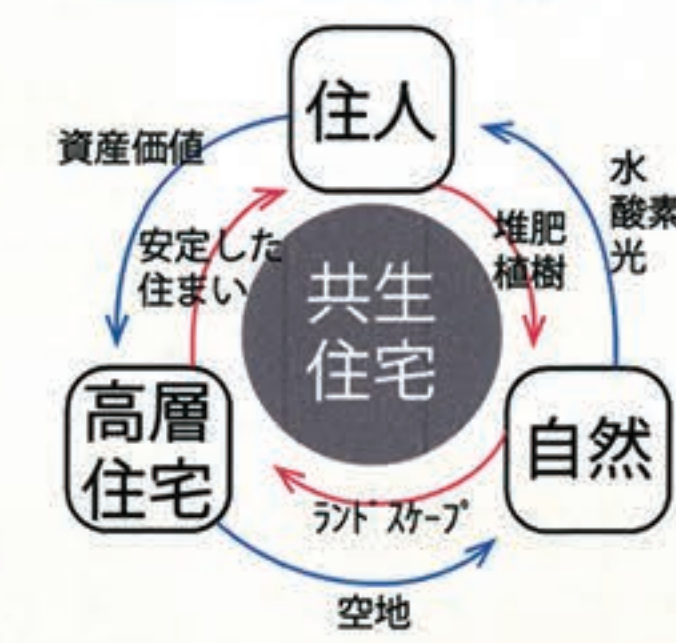 住人
資産価値
水
酸素
光
安定した
住まい
堆肥
植樹
共生
住宅
高層
住宅
自然
ランドスケープ
空地